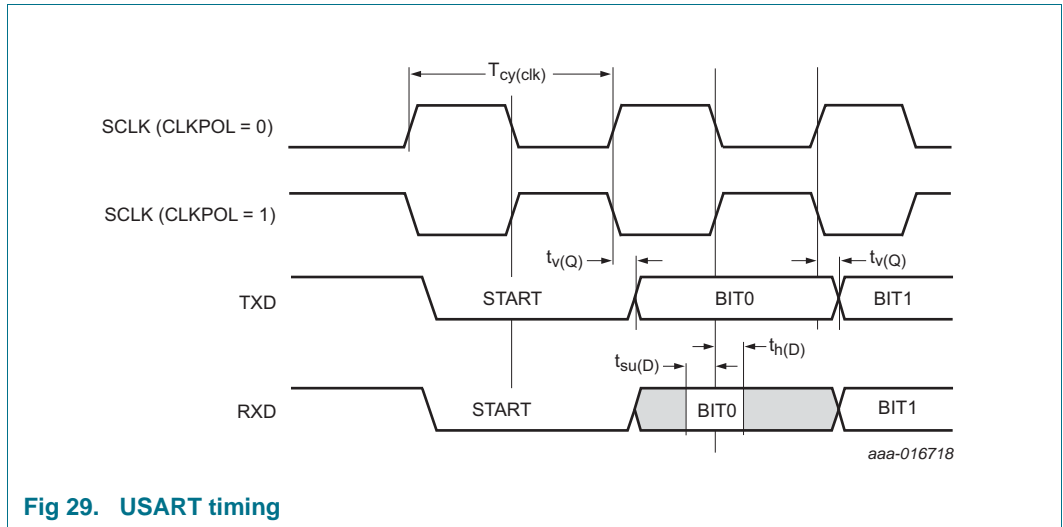 Tcy(clk)
SCLK (CLKPOL = 0)
SCLK (CLKPOL = 1)
tv(Q)
tv(Q)
TXD
START
BIT0
BIT1
tsu(D)
th(D)
RXD
START
BIT0
BIT1
aaa-016718
Fig 29. USART timing